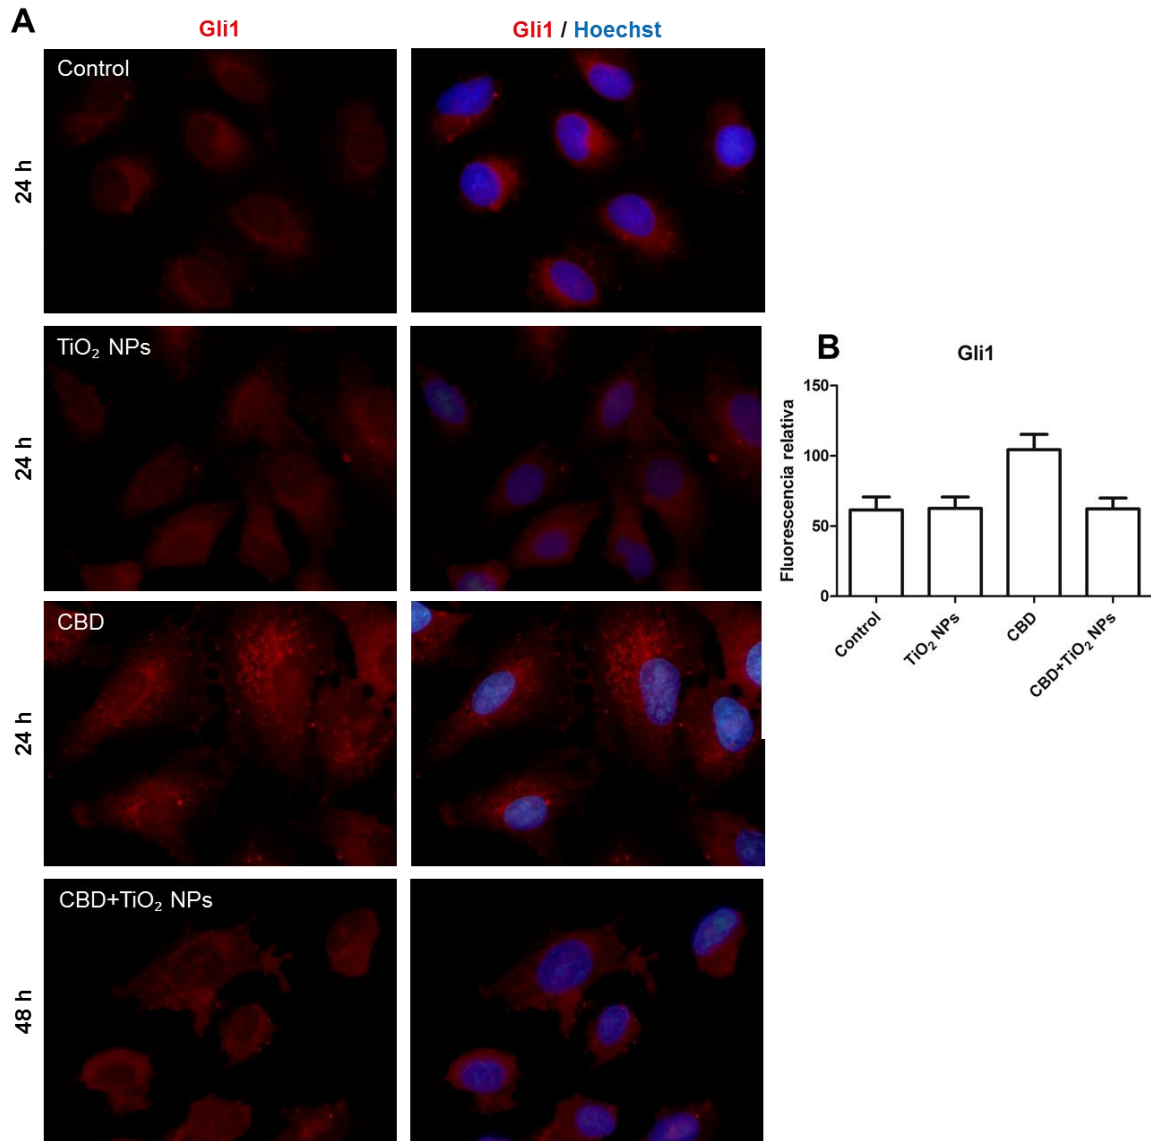 A
Gli1
Gli1 / Hoechst
Control
24 h
TiO₂ NPs
24 h
CBD
24 h
CBD+TiO₂ NPs
48 h
B
Gli1
Fluorescencia relativa
150
100
50
0
Control
TiO₂ NPs
CBD
CBD+TiO₂ NPs